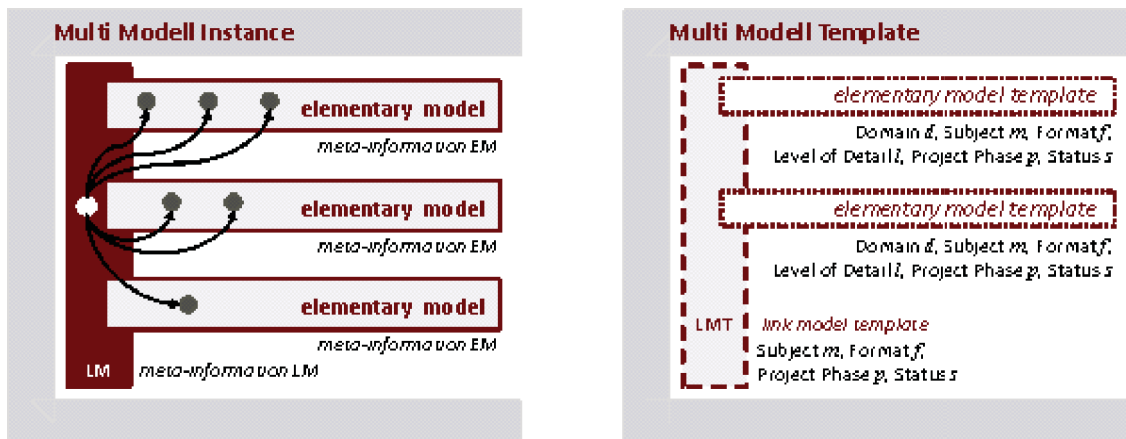 Multi Modell Instance
elementary model
meta-information EM
elementary model
meta-information EM
elementary model
meta-information EM
LM
meta-information LM
Multi Modell Template
elementary model template
Domain d, Subject m, Format f,
Level of Detail l, Project Phase p, Status s
elementary model template
Domain d, Subject m, Format f,
Level of Detail l, Project Phase p, Status s
LMT
link model template
Subject m, Format f,
Project Phase p, Status s